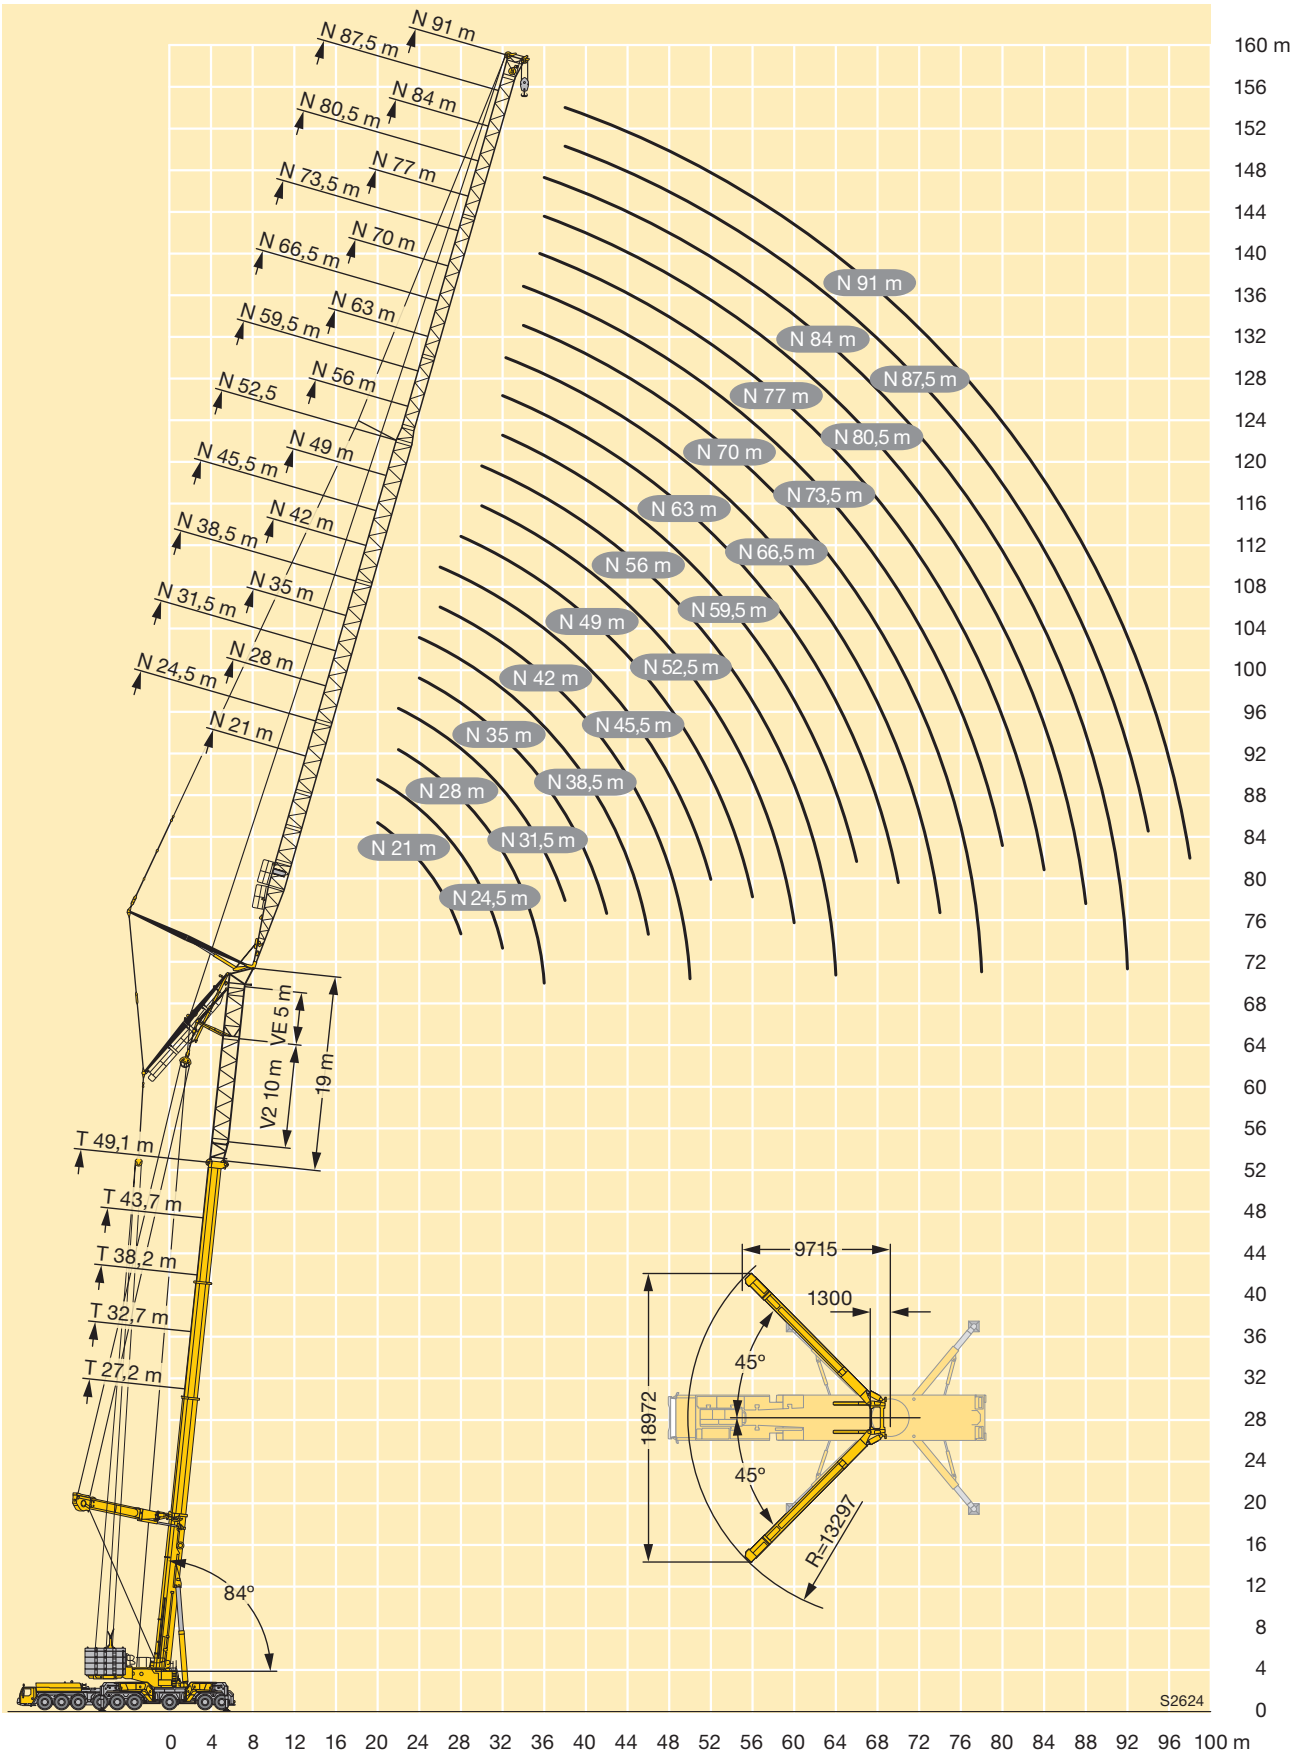 N 91 m
N 87,5 m
N 84 m
N 80,5 m
N 77 m
N 73,5 m
N 70 m
N 66,5 m
N 63 m
N 59,5 m
N 56 m
N 52,5
N 49 m
N 45,5 m
N 42 m
N 38,5 m
N 35 m
N 31,5 m
N 28 m
N 24,5 m
N 21 m
N 91 m
N 84 m
N 87,5 m
N 77 m
N 80,5 m
N 70 m
N 73,5 m
N 63 m
N 66,5 m
N 56 m
N 59,5 m
N 49 m
N 52,5 m
N 42 m
N 45,5 m
N 35 m
N 38,5 m
N 28 m
N 31,5 m
N 21 m
N 24,5 m
VE 5 m
V2 10 m
19 m
T 49,1 m
T 43,7 m
T 38,2 m
T 32,7 m
T 27,2 m
84°
9715
1300
45°
18972
45°
R=13297
S2624
160 m
156
152
148
144
140
136
132
128
124
120
116
112
108
104
100
96
92
88
84
80
76
72
68
64
60
56
52
48
44
40
36
32
28
24
20
16
12
8
4
0
0 4 8 12 16 20 24 28 32 36 40 44 48 52 56 60 64 68 72 76 80 84 88 92 96 100 m